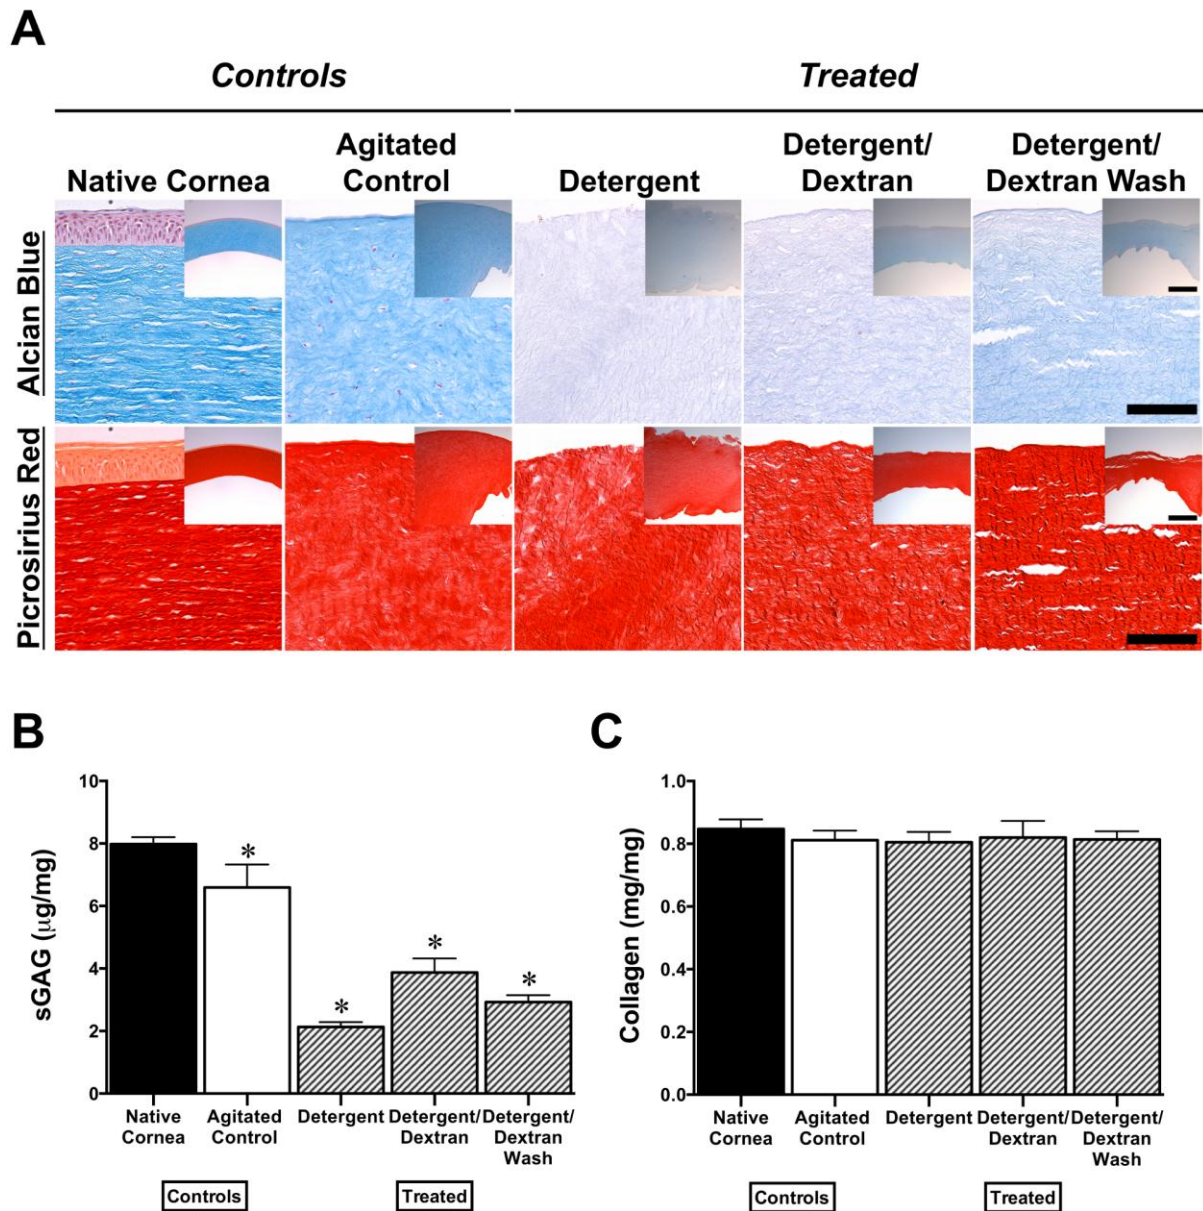 A
Controls
Treated
Native Cornea
Agitated
Control
Detergent
Detergent/
Dextran
Detergent/
Dextran Wash
Alcian Blue
*
Picrosirius Red
*
B
sGAG (μg/mg)
10
8
6
4
2
0
*
*
*
*
Native
Cornea
Agitated
Control
Detergent
Detergent/
Dextran
Detergent/
Dextran
Wash
Controls
Treated
C
Collagen (mg/mg)
1.0
0.8
0.6
0.4
0.2
0.0
Native
Cornea
Agitated
Control
Detergent
Detergent/
Dextran
Detergent/
Dextran
Wash
Controls
Treated